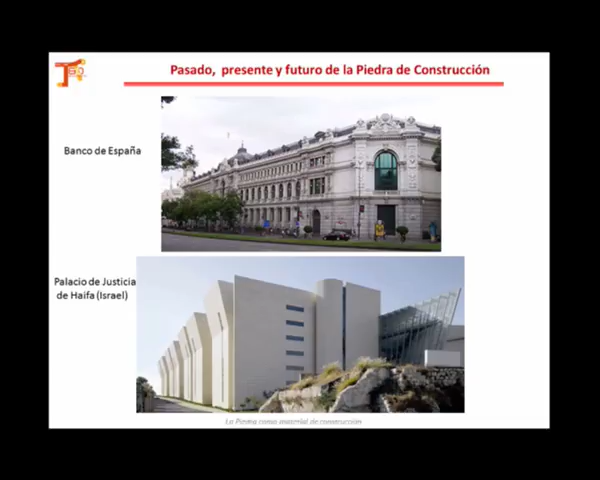 Pasado, presente y futuro de la Piedra de Construcción
Banco de España
Palacio de Justicia
de Haifa (Israel)
La Piedra como material de construcción